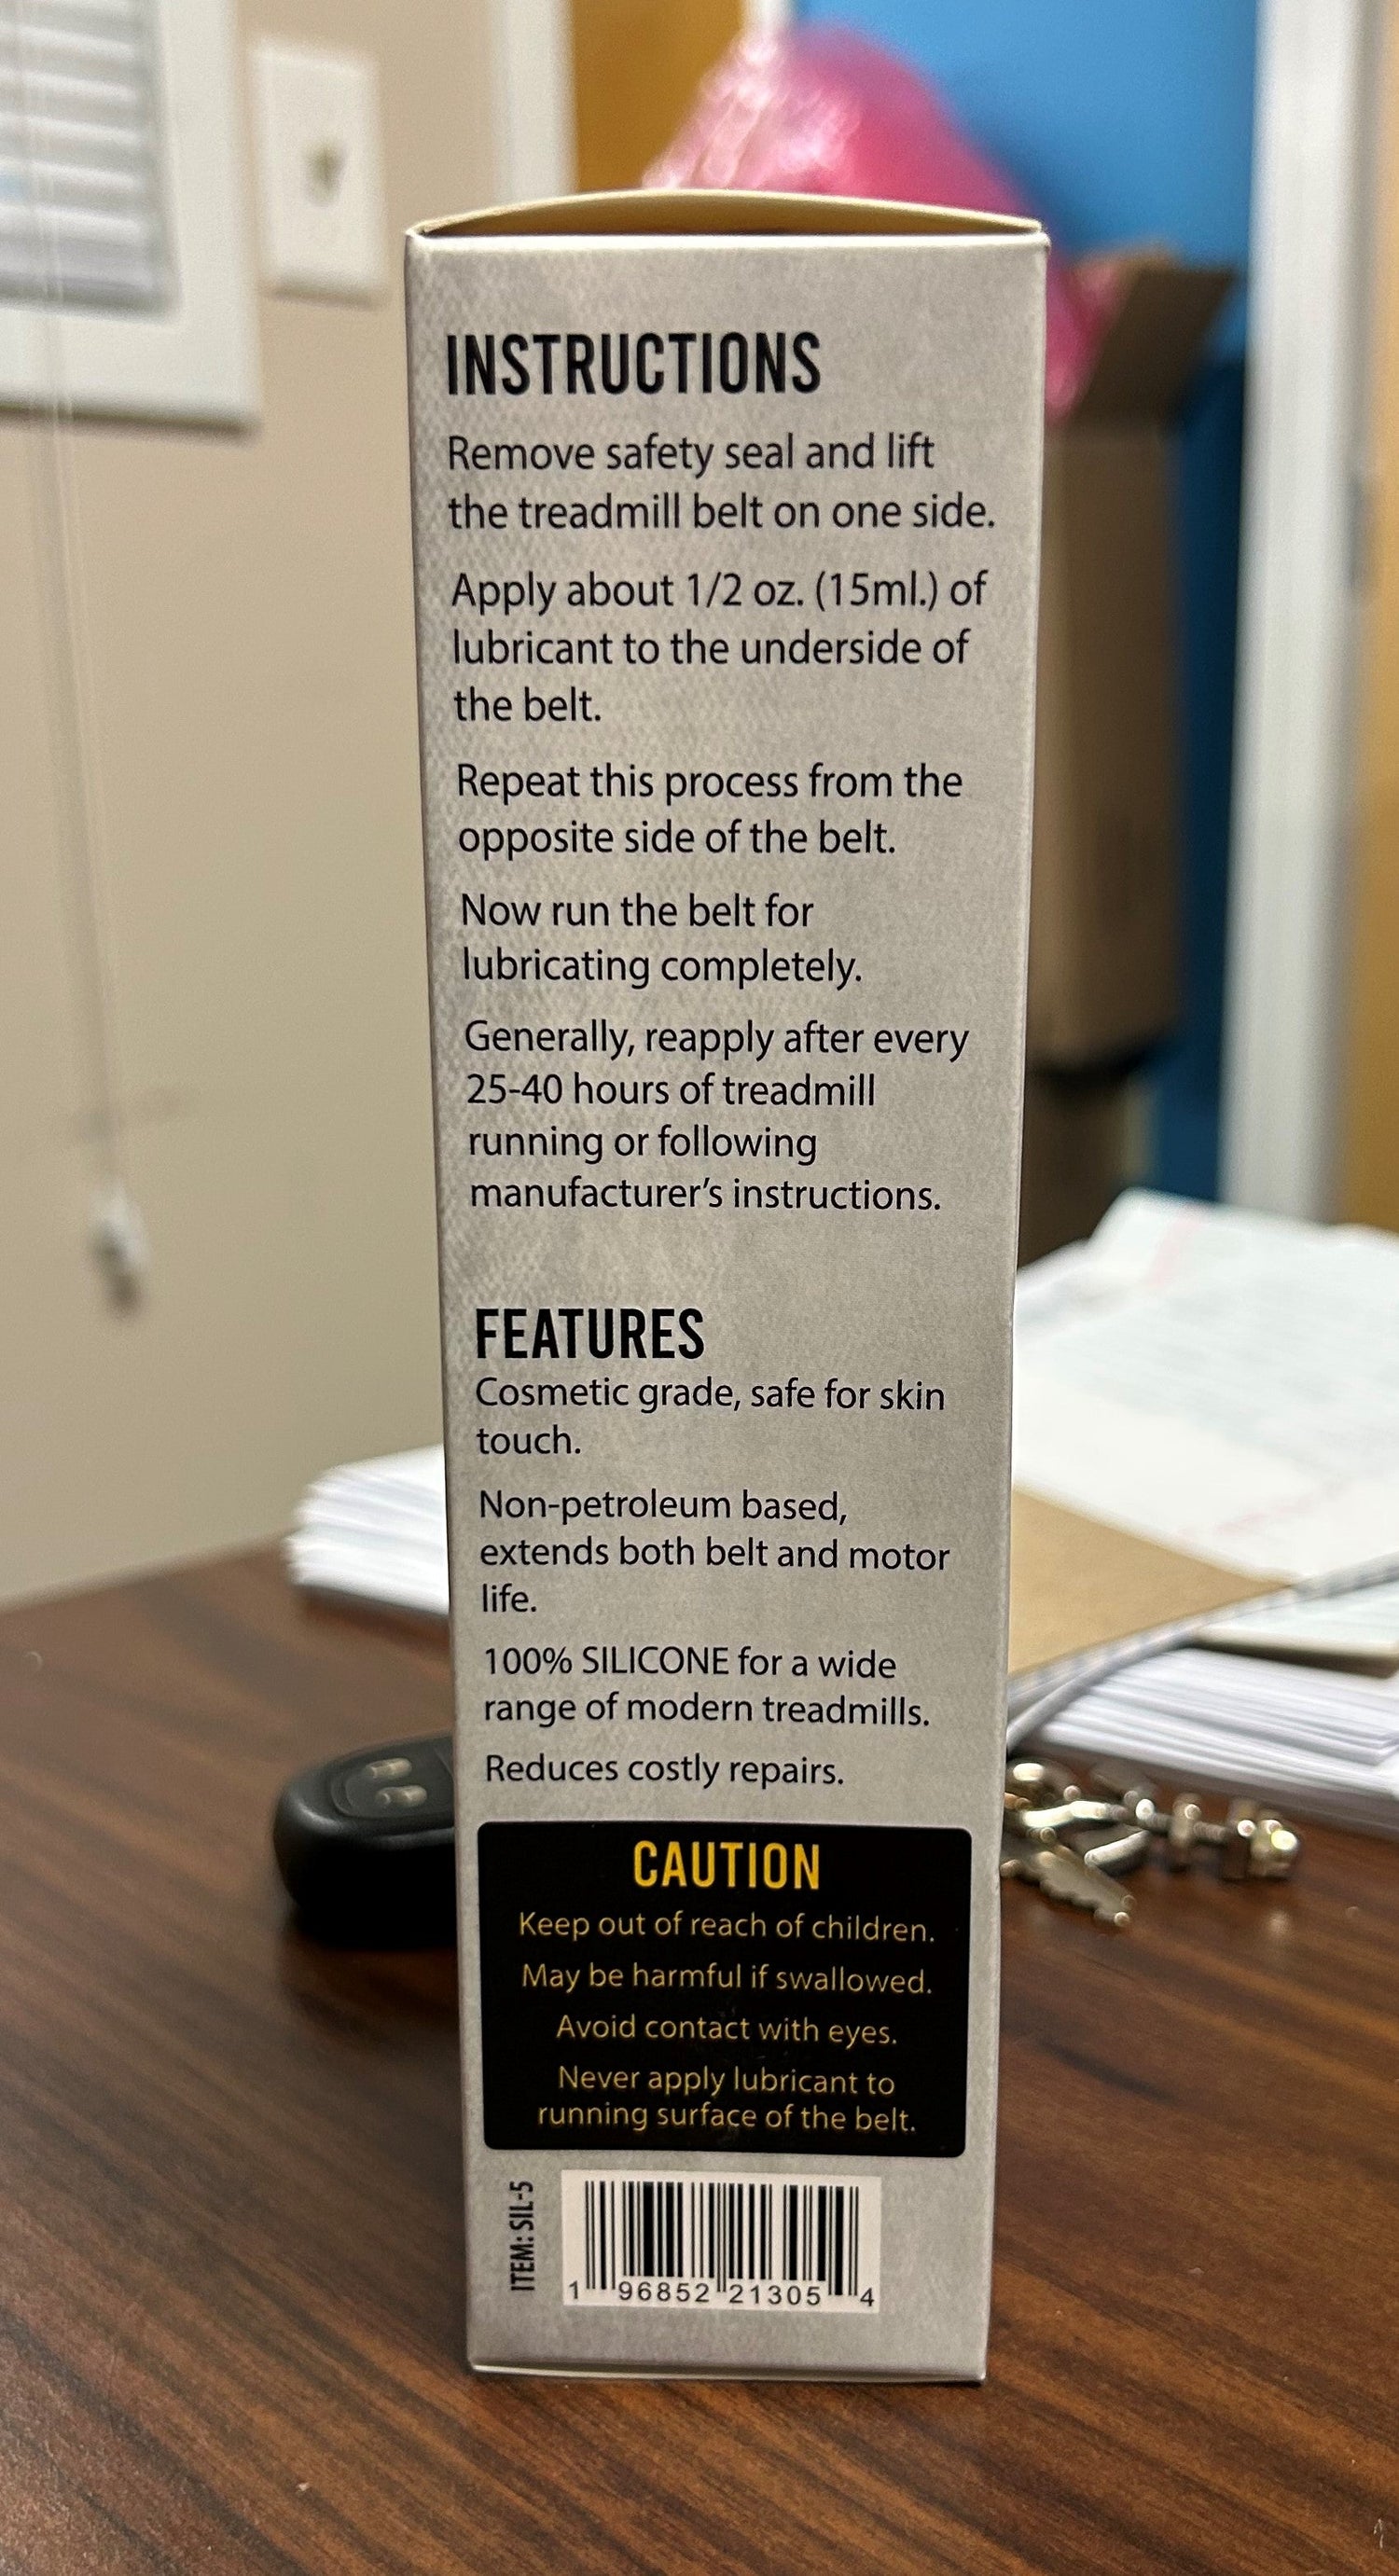 INSTRUCTIONS
Remove safety seal and lift
the treadmill belt on one side.
Apply about 1/2 oz. (15ml.) of
lubricant to the underside of
the belt.
Repeat this process from the
opposite side of the belt.
Now run the belt for
lubricating completely.
Generally, reapply after every
25-40 hours of treadmill
running or following
manufacturer's instructions.
FEATURES
Cosmetic grade, safe for skin
touch.
Non-petroleum based,
extends both belt and motor
life.
100% SILICONE for a wide
range of modern treadmills.
Reduces costly repairs.
CAUTION
Keep out of reach of children.
May be harmful if swallowed.
Avoid contact with eyes.
Never apply lubricant to
running surface of the belt.
ITEM: SIL-5
1 96852 21305 4